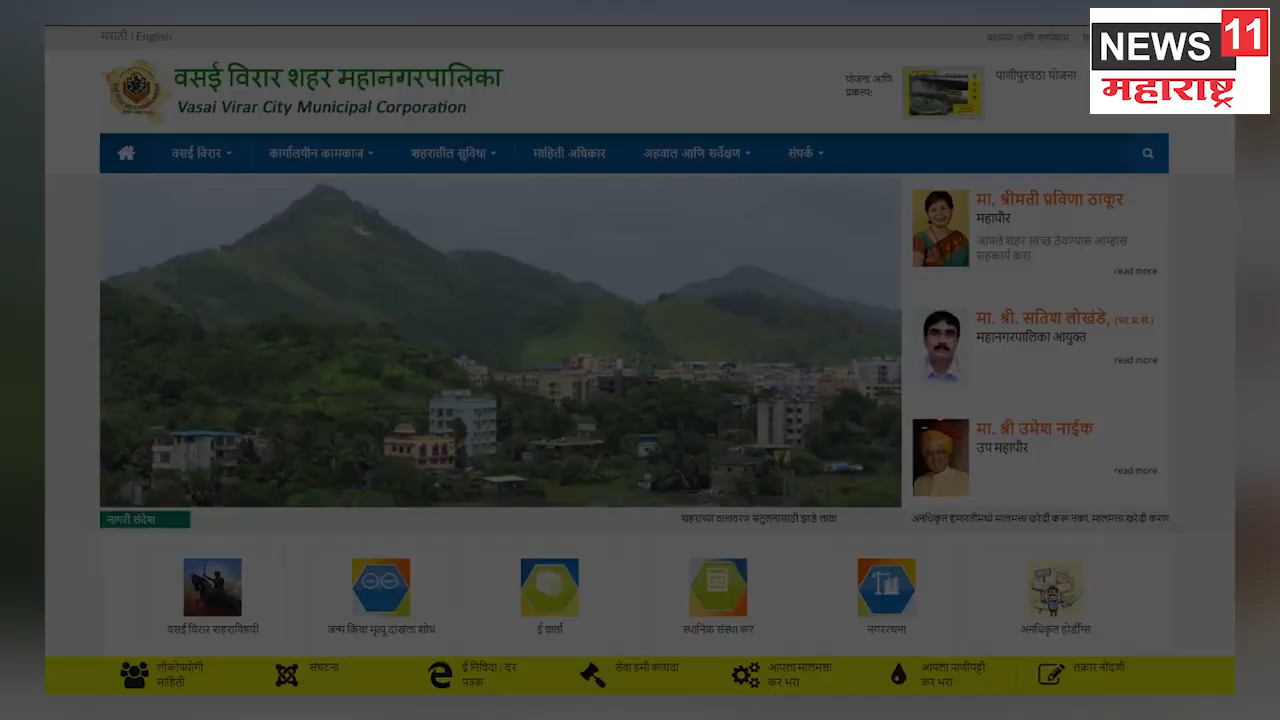 मराठी | English
NEWS 11
महाराष्ट्र
वसई विरार शहर महानगरपालिका
Vasai Virar City Municipal Corporation
योजना आणि
प्रकल्प:
पाणीपुरवठा योजना
वसई विरार
कार्यालयीन कामकाज
शहरातील सुविधा
माहिती अधिकार
अहवाल आणि सर्वेक्षण
संपर्क
मा. श्रीमती प्रविणा ठाकूर
महापौर
आपले शहर स्वच्छ ठेवण्यास आम्हास
सहकार्य करा
read more
मा. श्री. सतिश लोखंडे, (भा.प्र.से.)
महानगरपालिका आयुक्त
read more
मा. श्री उमेश नाईक
उप महापौर
read more
नागरी संदेश
शहराच्या वातावरण संतुलनासाठी झाडे लावा
अनधिकृत इमारतीमध्ये मालमत्ता खरेदी करू नका, मालमत्ता खरेदी करण
वसई विरार शहराविषयी
जन्म किंवा मृत्यू दाखला शोध
ई वार्ता
स्थानिक संस्था कर
नगररचना
अनधिकृत होर्डींग्स
लोकोपयोगी
माहिती
संघटना
ई निविदा / दर
पत्रक
सेवा हमी कायदा
आपला मालमत्ता
कर भरा
आपला पाणीपट्टी
कर भरा
तक्रार नोंदणी